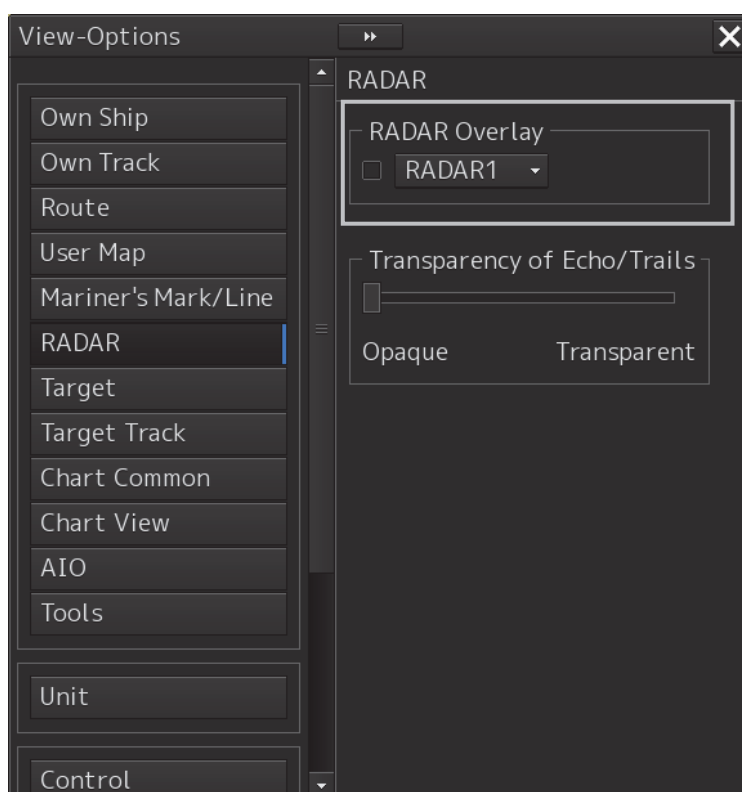 View-Options
Own Ship
Own Track
Route
User Map
Mariner's Mark/Line
RADAR
Target
Target Track
Chart Common
Chart View
AIO
Tools
Unit
Control
RADAR
RADAR Overlay
RADAR1
Transparency of Echo/Trails
Opaque Transparent